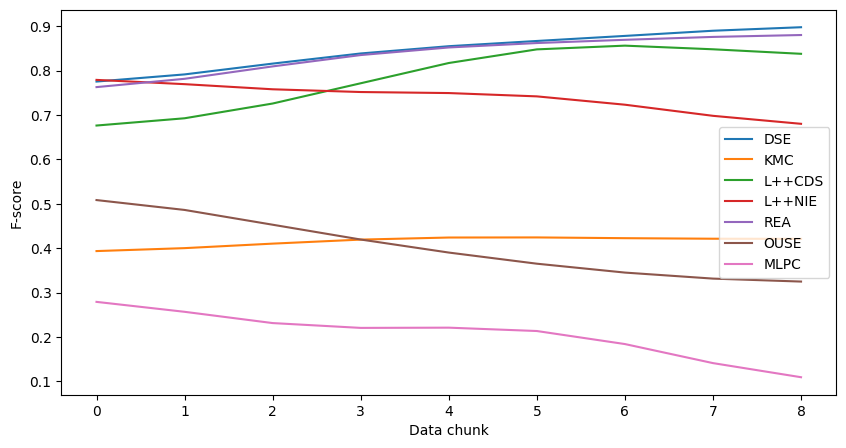 0.9
0.8
0.7
0.6
0.5
0.4
0.3
0.2
0.1
F-score
0 1 2 3 4 5 6 7 8
Data chunk
DSE
KMC
L++CDS
L++NIE
REA
OUSE
MLPC